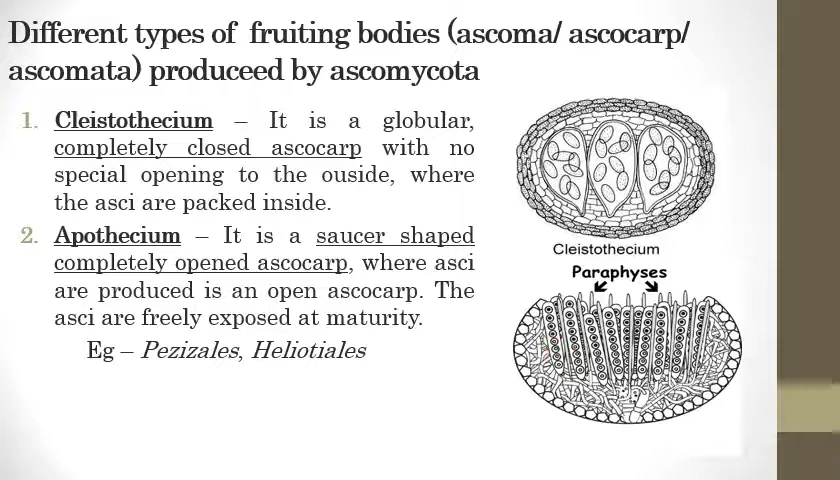 Different types of fruiting bodies (ascoma/ ascocarp/
ascomata) produceed by ascomycota
1. Cleistothecium – It is a globular,
completely closed ascocarp with no
special opening to the ouside, where
the asci are packed inside.
2. Apothecium – It is a saucer shaped
completely opened ascocarp, where asci
are produced is an open ascocarp. The
asci are freely exposed at maturity.
Eg – Pezizales, Heliotiales
Cleistothecium
Paraphyses